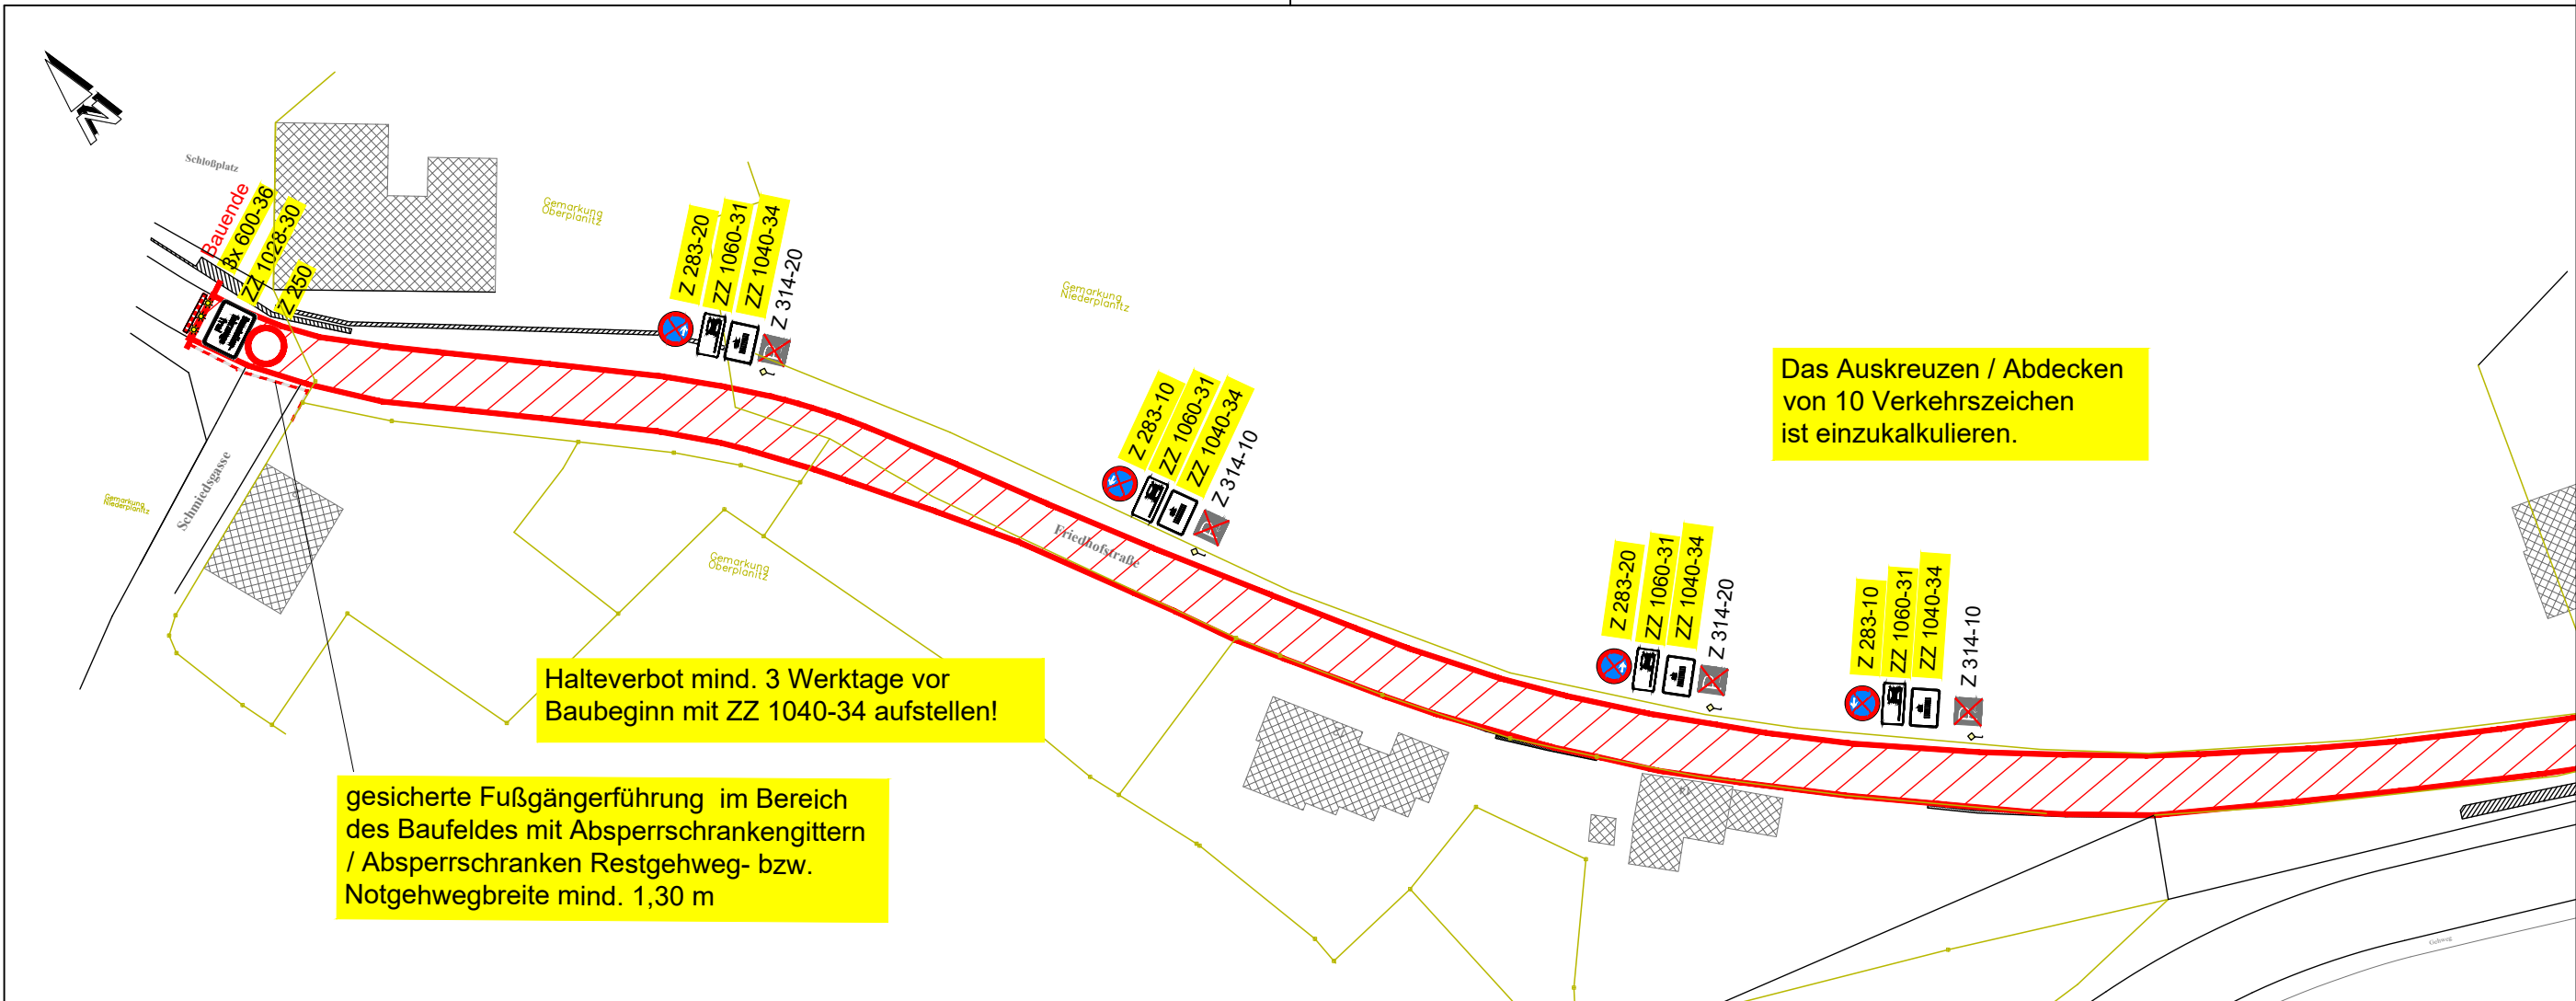 Schloßplatz
Bauende
3x 600-36
ZZ 1028-30
Z 250
Gemarkung
Oberplanitz
Z 283-20
ZZ 1060-31
ZZ 1040-34
Z 314-20
Gemarkung
Niederplanitz
Z 283-10
ZZ 1060-31
ZZ 1040-34
Z 314-10
Das Auskreuzen / Abdecken
von 10 Verkehrszeichen
ist einzukalkulieren.
Schmiedsgasse
Gemarkung
Niederplanitz
Friedhofstraße
Gemarkung
Oberplanitz
Z 283-20
ZZ 1060-31
ZZ 1040-34
Z 314-20
Z 283-10
ZZ 1060-31
ZZ 1040-34
Z 314-10
Halteverbot mind. 3 Werktage vor
Baubeginn mit ZZ 1040-34 aufstellen!
gesicherte Fußgängerführung im Bereich
des Baufeldes mit Absperrschrankengittern
/ Absperrschranken Restgehweg- bzw.
Notgehwegbreite mind. 1,30 m
Gehweg